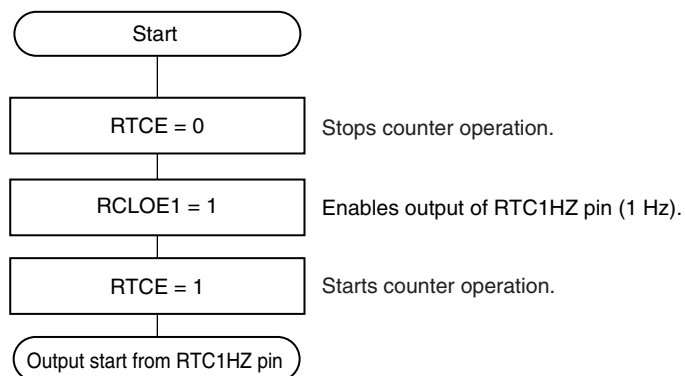 Start
RTCE = 0
Stops counter operation.
RCLOE1 = 1
Enables output of RTC1HZ pin (1 Hz).
RTCE = 1
Starts counter operation.
Output start from RTC1HZ pin